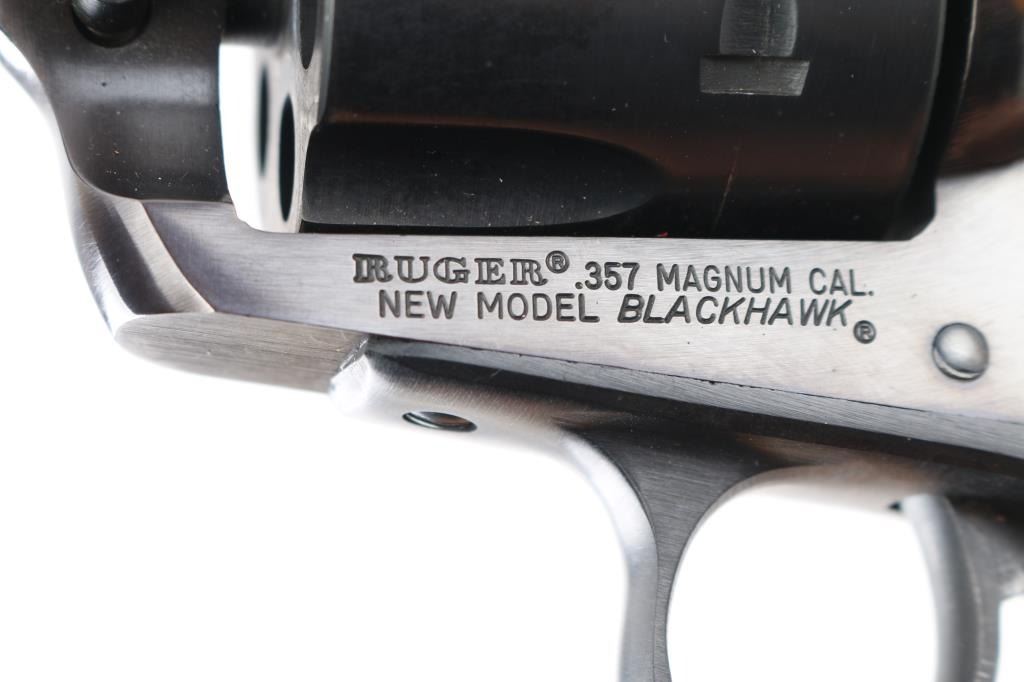 RUGER® .357 MAGNUM CAL.
NEW MODEL BLACKHAWK®